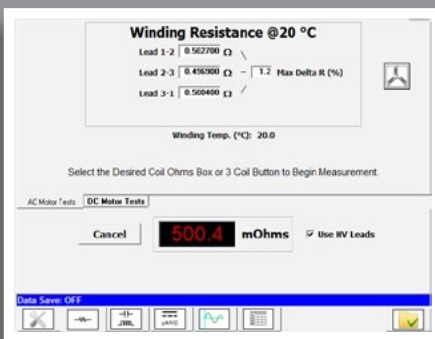 Winding Resistance @20 °C
Lead 1-2 0.502700 Ω
Lead 2-3 0.496900 Ω - 1.2 Max Delta R (%)
Lead 3-1 0.500400 Ω
Winding Temp. (°C): 20.0
Select the Desired Coil Ohms Box or 3 Coil Button to Begin Measurement.
AC Motor Tests DC Motor Tests
Cancel 500.4 mOhms Use HV Leads
Data Save: OFF